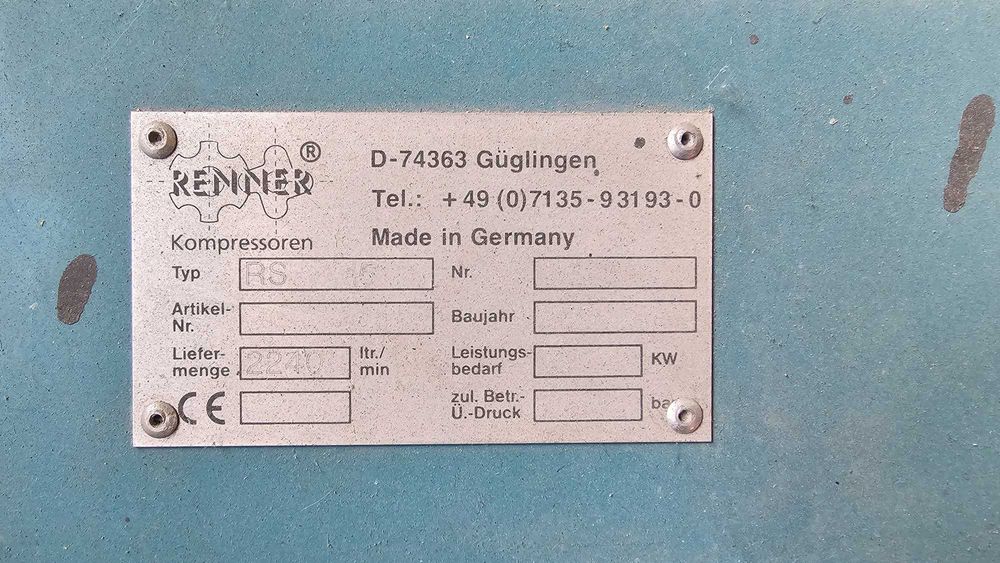 RENNER ®
Kompressoren
D-74363 Güglingen
Tel.: +49 (0)7135-93193-0
Made in Germany
Typ RS
Nr.
Artikel-
Nr.
Baujahr
Liefer-
menge 2240 ltr./
min
Leistungs-
bedarf KW
CE
zul. Betr.-
Ü.-Druck